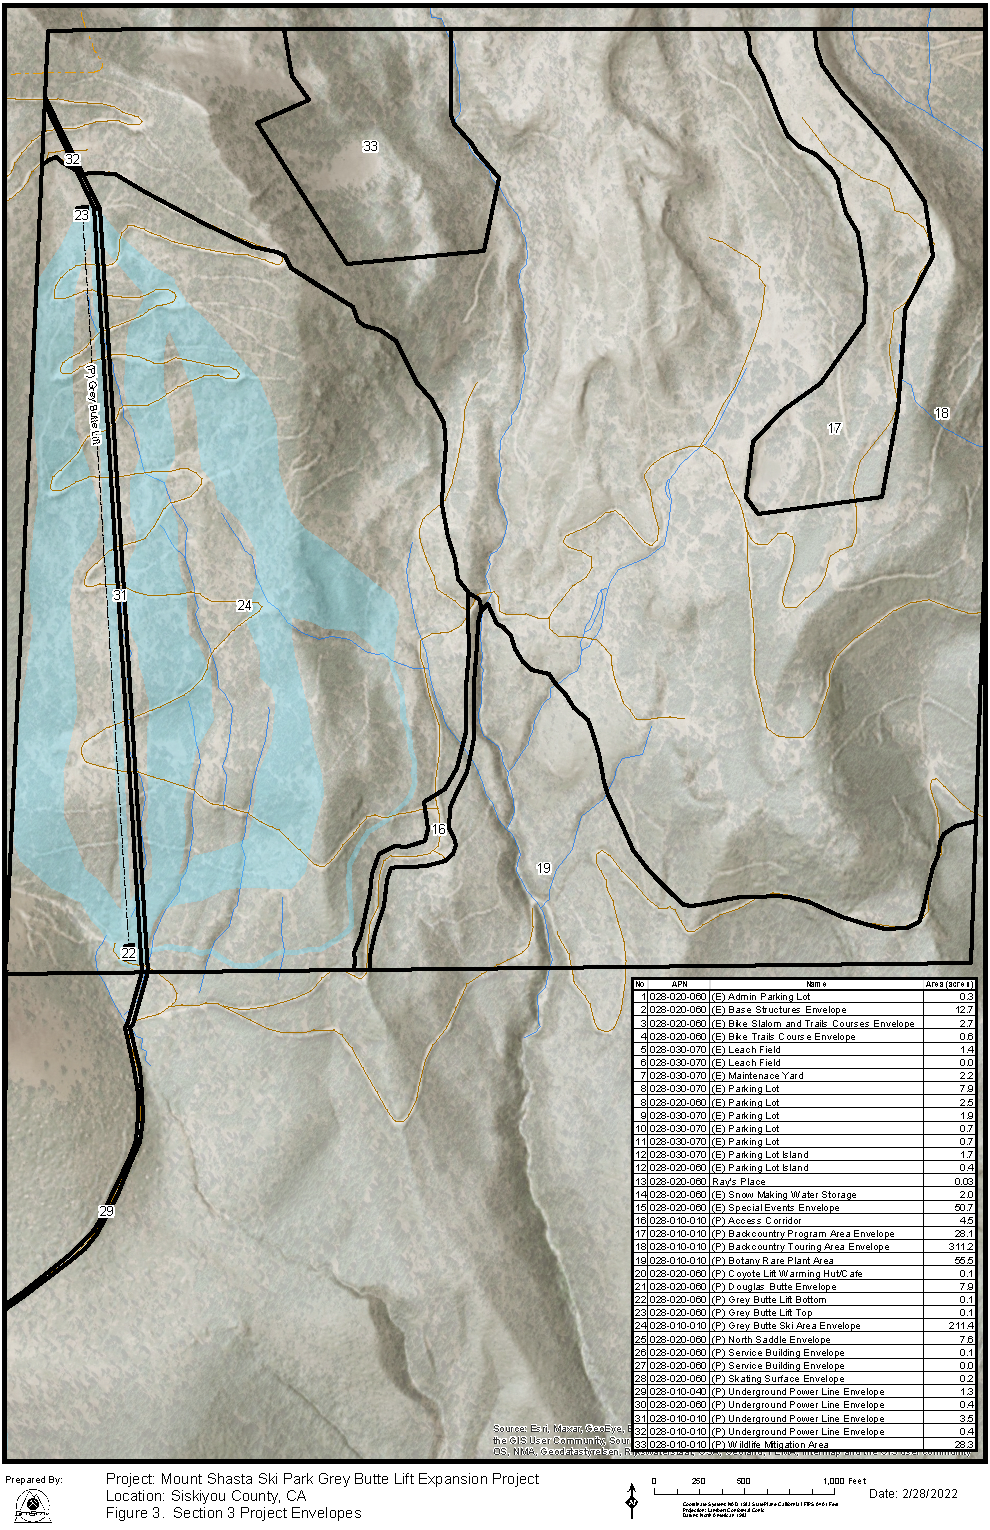 33
32
23
(P) Grey Butte Lift
17
18
31
24
16
19
22
29
No APN Name Area (acres)
1 028-020-060 (E) Admin Parking Lot 0.3
2 028-020-060 (E) Base Structures Envelope 12.7
3 028-020-060 (E) Bike Slalom and Trails Courses Envelope 2.7
4 028-020-060 (E) Bike Trails Course Envelope 0.6
5 028-030-070 (E) Leach Field 1.4
6 028-030-070 (E) Leach Field 0.0
7 028-030-070 (E) Maintenace Yard 2.2
8 028-030-070 (E) Parking Lot 7.9
8 028-020-060 (E) Parking Lot 2.5
9 028-030-070 (E) Parking Lot 1.9
10 028-030-070 (E) Parking Lot 0.7
11 028-030-070 (E) Parking Lot 0.7
12 028-030-070 (E) Parking Lot Island 1.7
12 028-020-060 (E) Parking Lot Island 0.4
13 028-020-060 Ray's Place 0.03
14 028-020-060 (E) Snow Making Water Storage 2.0
15 028-020-060 (E) Special Events Envelope 50.7
16 028-010-010 (P) Access Corridor 4.5
17 028-010-010 (P) Backcountry Program Area Envelope 28.1
18 028-010-010 (P) Backcountry Touring Area Envelope 311.2
19 028-010-010 (P) Botany Rare Plant Area 55.5
20 028-020-060 (P) Coyote Lift Warming Hut/Cafe 0.1
21 028-020-060 (P) Douglas Butte Envelope 7.9
22 028-020-060 (P) Grey Butte Lift Bottom 0.1
23 028-020-060 (P) Grey Butte Lift Top 0.1
24 028-010-010 (P) Grey Butte Ski Area Envelope 211.4
25 028-020-060 (P) North Saddle Envelope 7.6
26 028-020-060 (P) Service Building Envelope 0.1
27 028-020-060 (P) Service Building Envelope 0.0
28 028-020-060 (P) Skating Surface Envelope 0.2
29 028-010-040 (P) Underground Power Line Envelope 1.3
30 028-020-060 (P) Underground Power Line Envelope 0.4
31 028-010-010 (P) Underground Power Line Envelope 3.5
32 028-010-010 (P) Underground Power Line Envelope 0.4
33 028-010-010 (P) Wildlife Mitigation Area 28.3
Source: Esri, Maxar, GeoEye,
the GIS User Community, Sour
OS, NMA, Geodatastyrelsen,
Prepared By:
Project: Mount Shasta Ski Park Grey Butte Lift Expansion Project
Location: Siskiyou County, CA
Figure 3. Section 3 Project Envelopes
0 250 500 1,000 Feet
Date: 2/28/2022